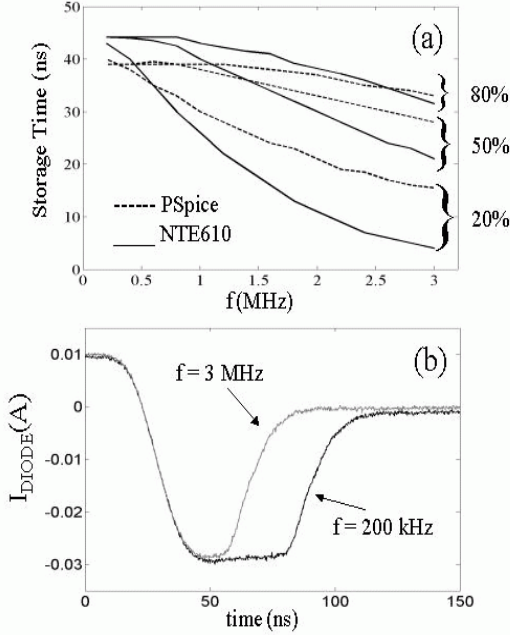 (a)
Storage Time (ns)
50
40
30
20
10
0
80%
50%
20%
PSpice
NTE610
0
0.5
1
1.5
2
2.5
3
f(MHz)
(b)
I DIODE(A)
0.01
0
-0.01
-0.02
-0.03
f = 3 MHz
f = 200 kHz
0
50
100
150
time (ns)